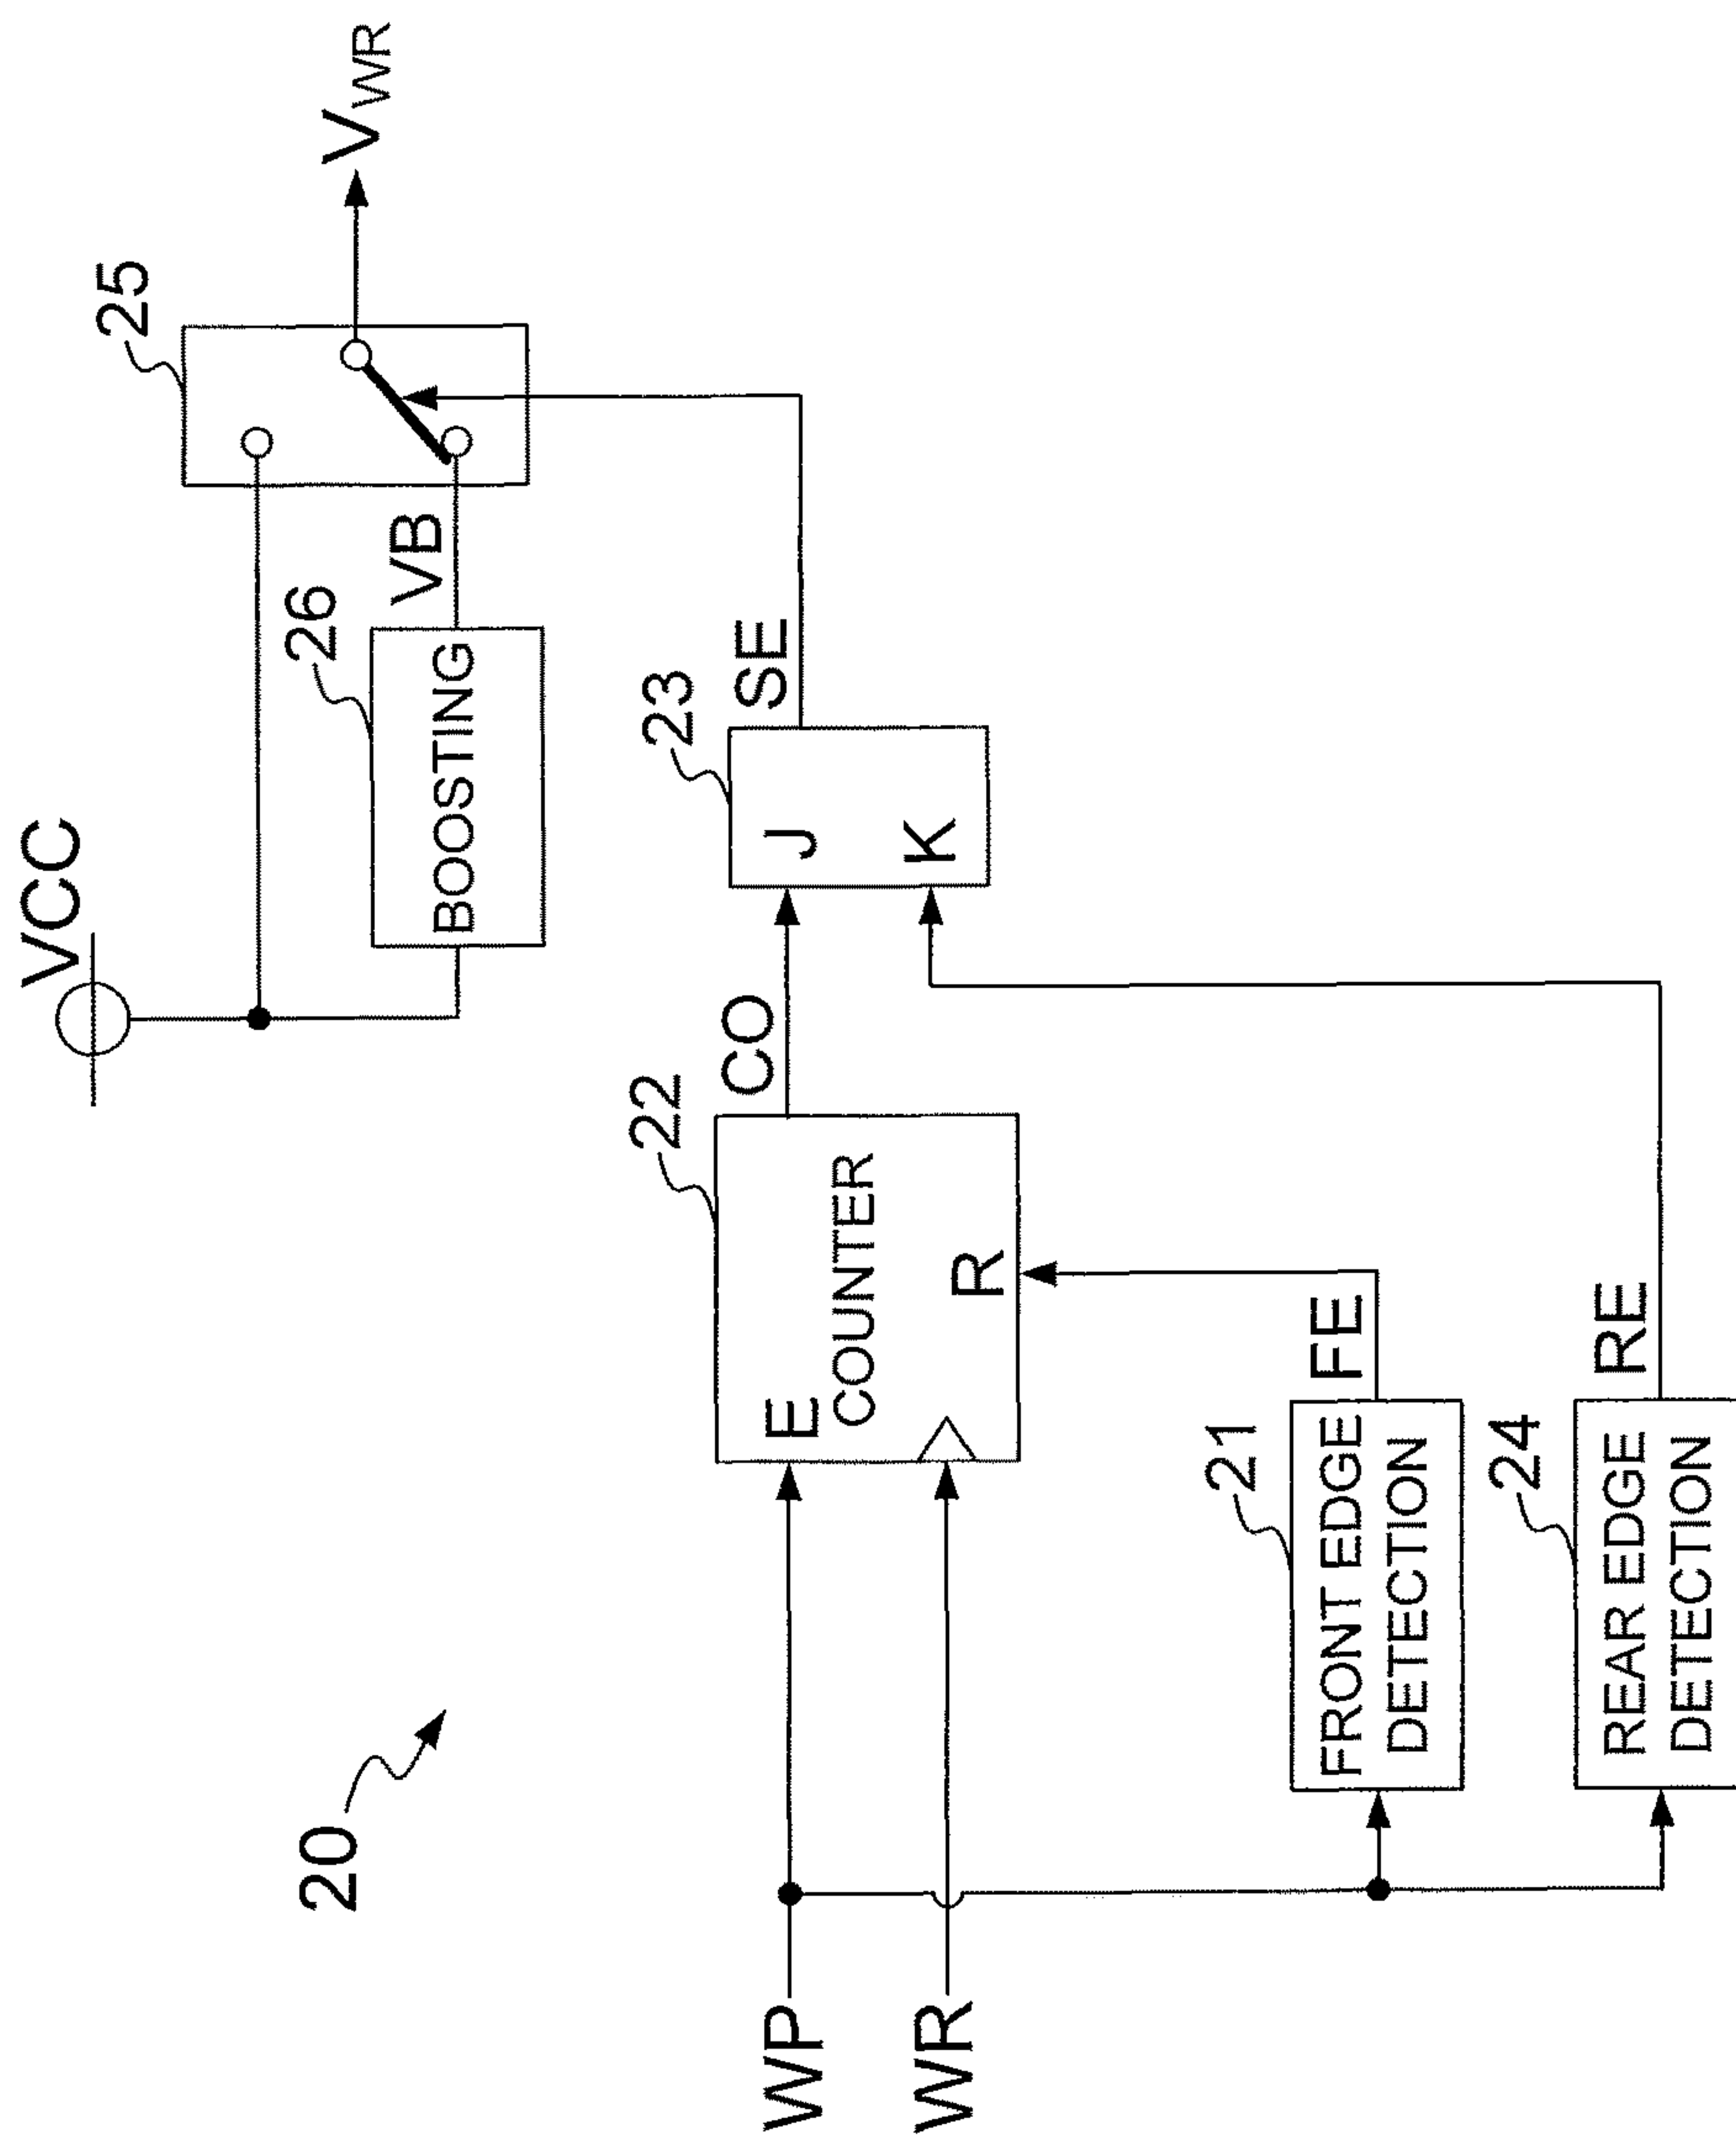 20
VCC
26
BOOSTING
VB
25
V WR
WP
WR
22
E
COUNTER
R
CO
23
J
K
SE
21
FRONT EDGE
DETECTION
FE
24
REAR EDGE
DETECTION
RE